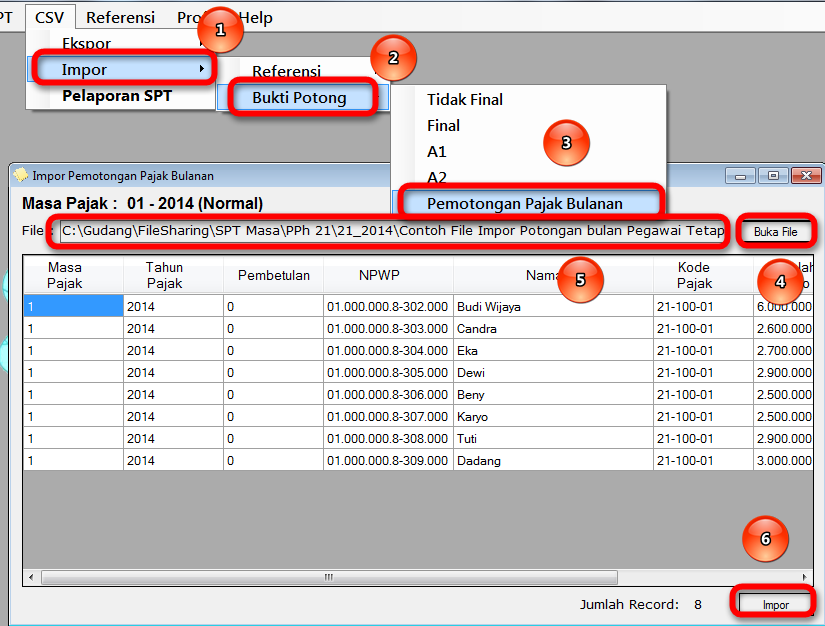 PT CSV Referensi Pro Help
1
Ekspor
Impor
Pelaporan SPT
2
Referensi
Bukti Potong
Tidak Final
Final
A1
A2
Pemotongan Pajak Bulanan
3
Impor Pemotongan Pajak Bulanan
Masa Pajak : 01 - 2014 (Normal)
File : C:\Gudang\FileSharing\SPT Masa\PPh 21\21_2014\Contoh File Impor Potongan bulan Pegawai Tetap Buka File
Masa Pajak Tahun Pajak Pembetulan NPWP Nama Kode Pajak
5 4
1 2014 0 01.000.000.8-302.000 Budi Wijaya 21-100-01 6.000.000
1 2014 0 01.000.000.8-303.000 Candra 21-100-01 2.600.000
1 2014 0 01.000.000.8-304.000 Eka 21-100-01 2.700.000
1 2014 0 01.000.000.8-305.000 Dewi 21-100-01 2.900.000
1 2014 0 01.000.000.8-306.000 Beny 21-100-01 2.500.000
1 2014 0 01.000.000.8-307.000 Karyo 21-100-01 2.500.000
1 2014 0 01.000.000.8-308.000 Tuti 21-100-01 2.900.000
1 2014 0 01.000.000.8-309.000 Dadang 21-100-01 3.000.000
6
Jumlah Record: 8 Impor